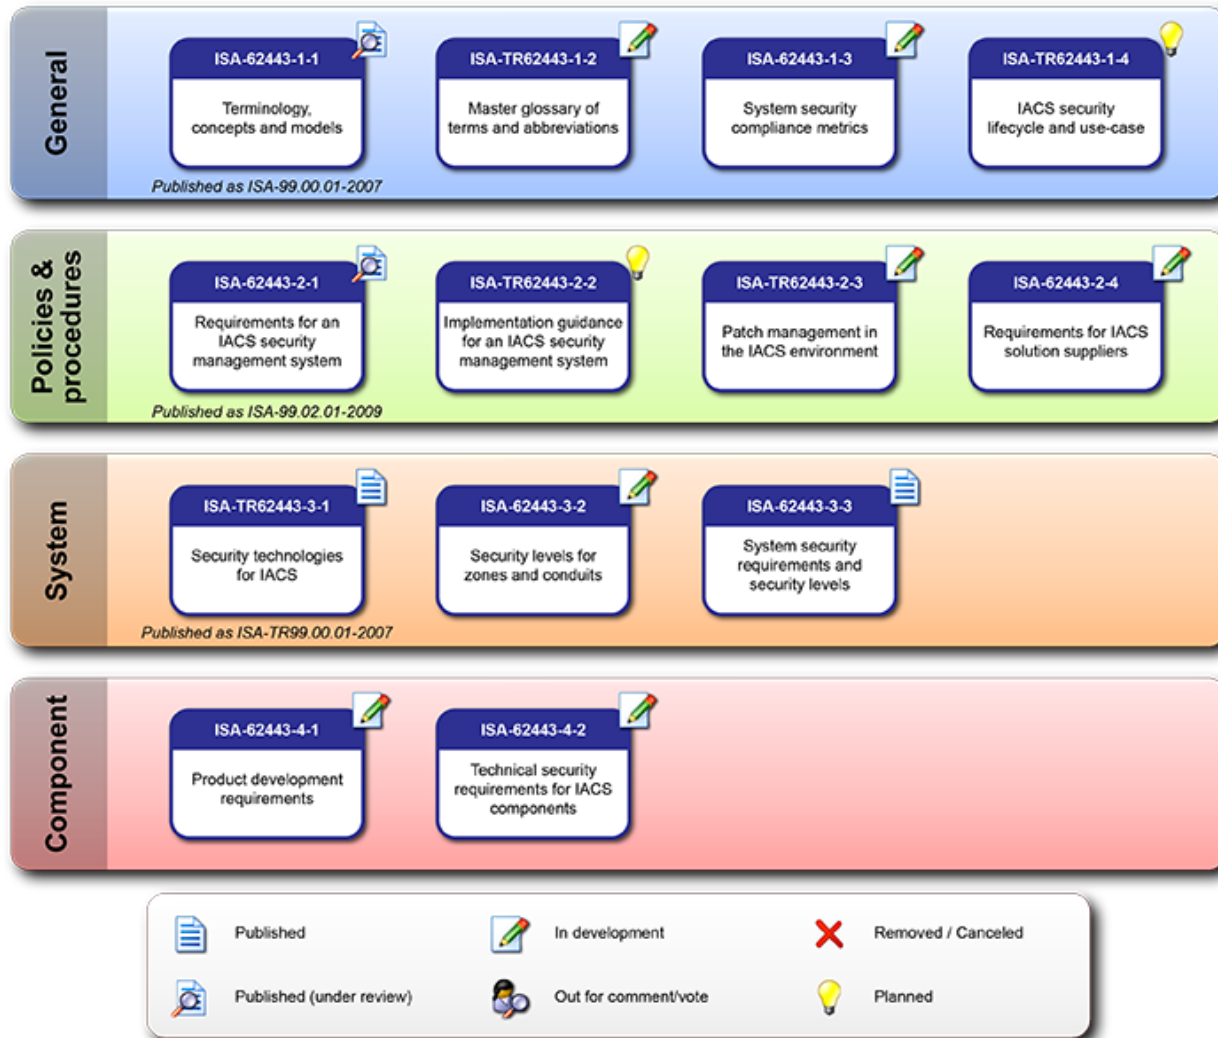 General
ISA-62443-1-1
Terminology,
concepts and models
Published as ISA-99.00.01-2007
ISA-TR62443-1-2
Master glossary of
terms and abbreviations
ISA-62443-1-3
System security
compliance metrics
ISA-TR62443-1-4
IACS security
lifecycle and use-case
Policies &
procedures
ISA-62443-2-1
Requirements for an
IACS security
management system
Published as ISA-99.02.01-2009
ISA-TR62443-2-2
Implementation guidance
for an IACS security
management system
ISA-TR62443-2-3
Patch management in
the IACS environment
ISA-62443-2-4
Requirements for IACS
solution suppliers
System
ISA-TR62443-3-1
Security technologies
for IACS
Published as ISA-TR99.00.01-2007
ISA-62443-3-2
Security levels for
zones and conduits
ISA-62443-3-3
System security
requirements and
security levels
Component
ISA-62443-4-1
Product development
requirements
ISA-62443-4-2
Technical security
requirements for IACS
components
Published
In development
Removed / Canceled
Published (under review)
Out for comment/vote
Planned